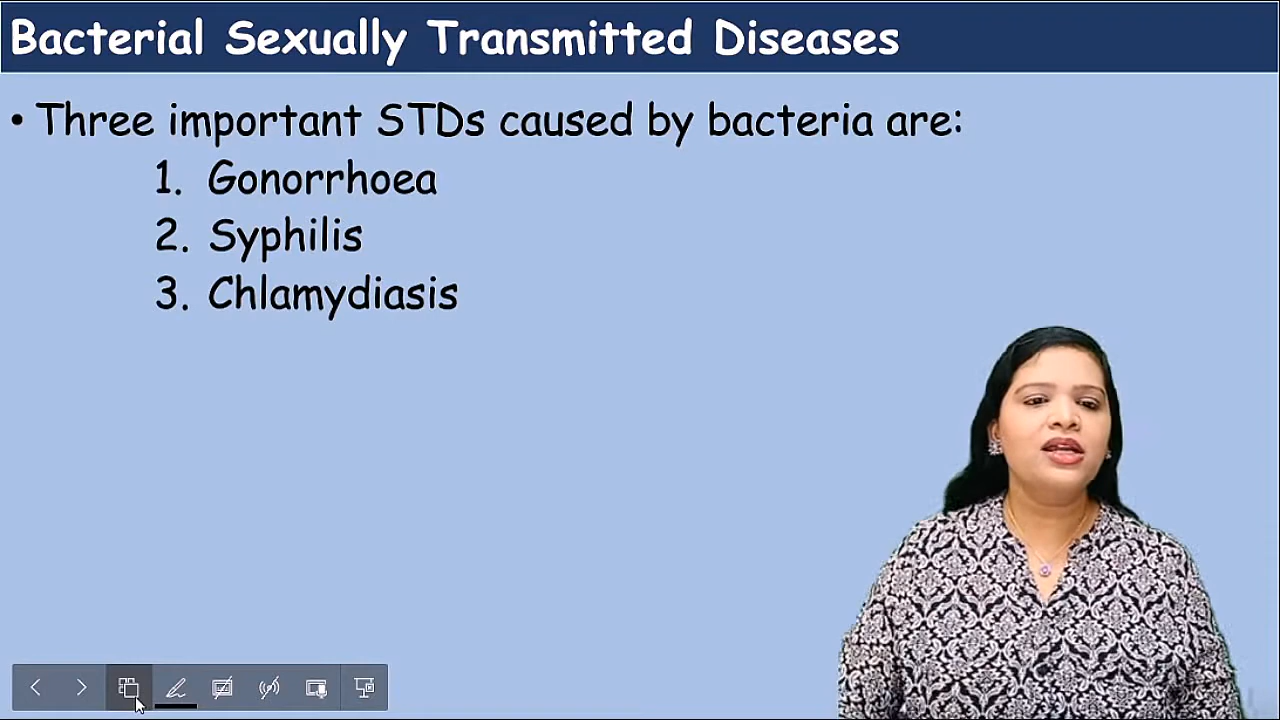 Bacterial Sexually Transmitted Diseases
• Three important STDs caused by bacteria are:
1. Gonorrhoea
2. Syphilis
3. Chlamydiasis